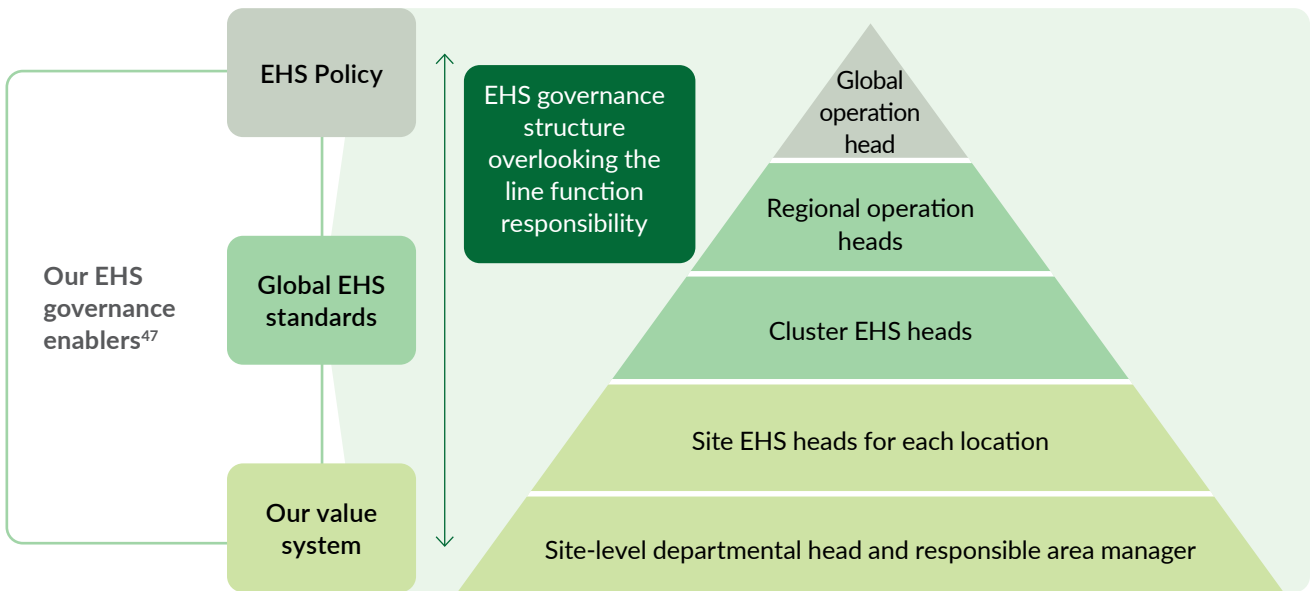 EHS Policy
Our EHS
governance
enablers47
Global EHS
standards
Our value
system
EHS governance
structure
overlooking the
line function
responsibility
Global
operation
head
Regional operation
heads
Cluster EHS heads
Site EHS heads for each location
Site-level departmental head and responsible area manager